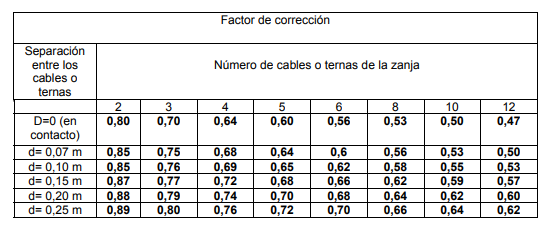 Factor de corrección
Separación
entre los
cables o
ternas
Número de cables o ternas de la zanja
2 3 4 5 6 8 10 12
D=0 (en
contacto) 0,80 0,70 0,64 0,60 0,56 0,53 0,50 0,47
d= 0,07 m 0,85 0,75 0,68 0,64 0,6 0,56 0,53 0,50
d= 0,10 m 0,85 0,76 0,69 0,65 0,62 0,58 0,55 0,53
d= 0,15 m 0,87 0,77 0,72 0,68 0,66 0,62 0,59 0,57
d= 0,20 m 0,88 0,79 0,74 0,70 0,68 0,64 0,62 0,60
d= 0,25 m 0,89 0,80 0,76 0,72 0,70 0,66 0,64 0,62